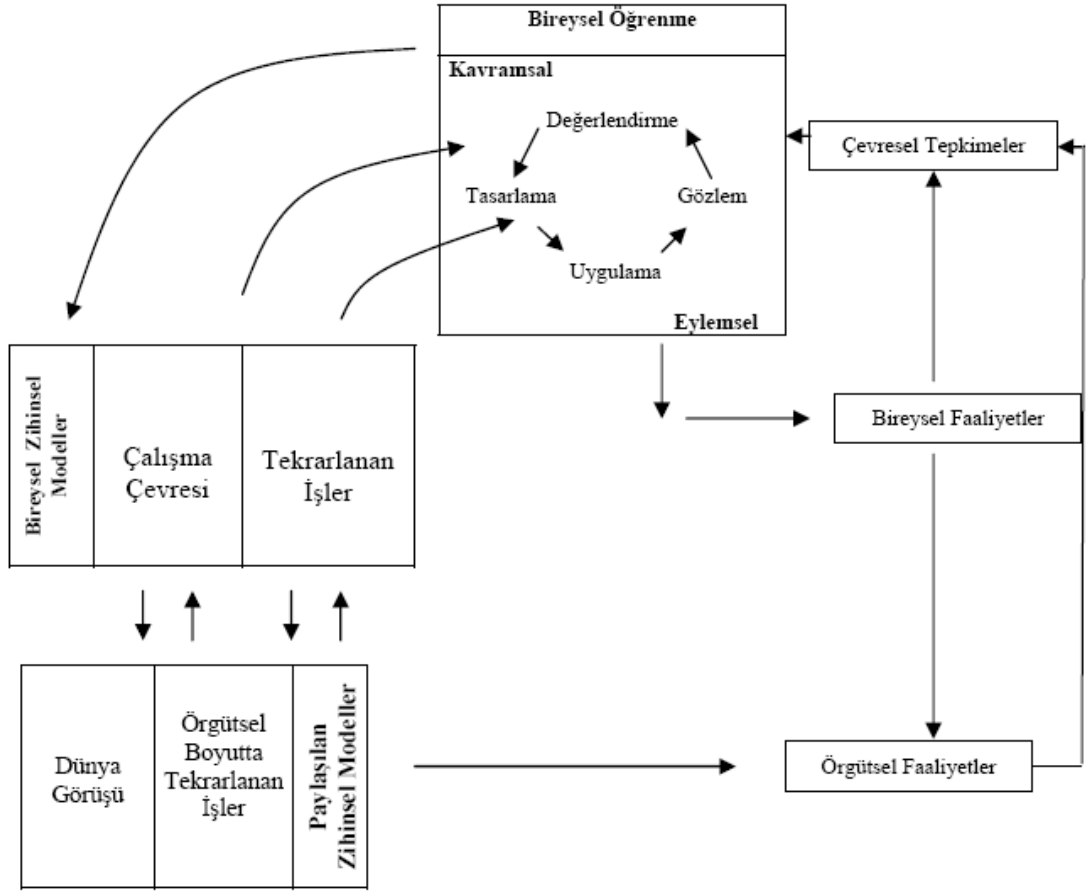 Bireysel Öğrenme
Kavramsal
Değerlendirme
Tasarlama
Gözlem
Uygulama
Eylemsel
Çevresel Tepkimeler
Bireysel Faaliyetler
Bireysel Zihinsel
Modeller
Çalışma
Çevresi
Tekrarlanan
İşler
Dünya
Görüşü
Örgütsel
Boyutta
Tekrarlanan
İşler
Paylaşılan
Zihinsel Modeller
Örgütsel Faaliyetler